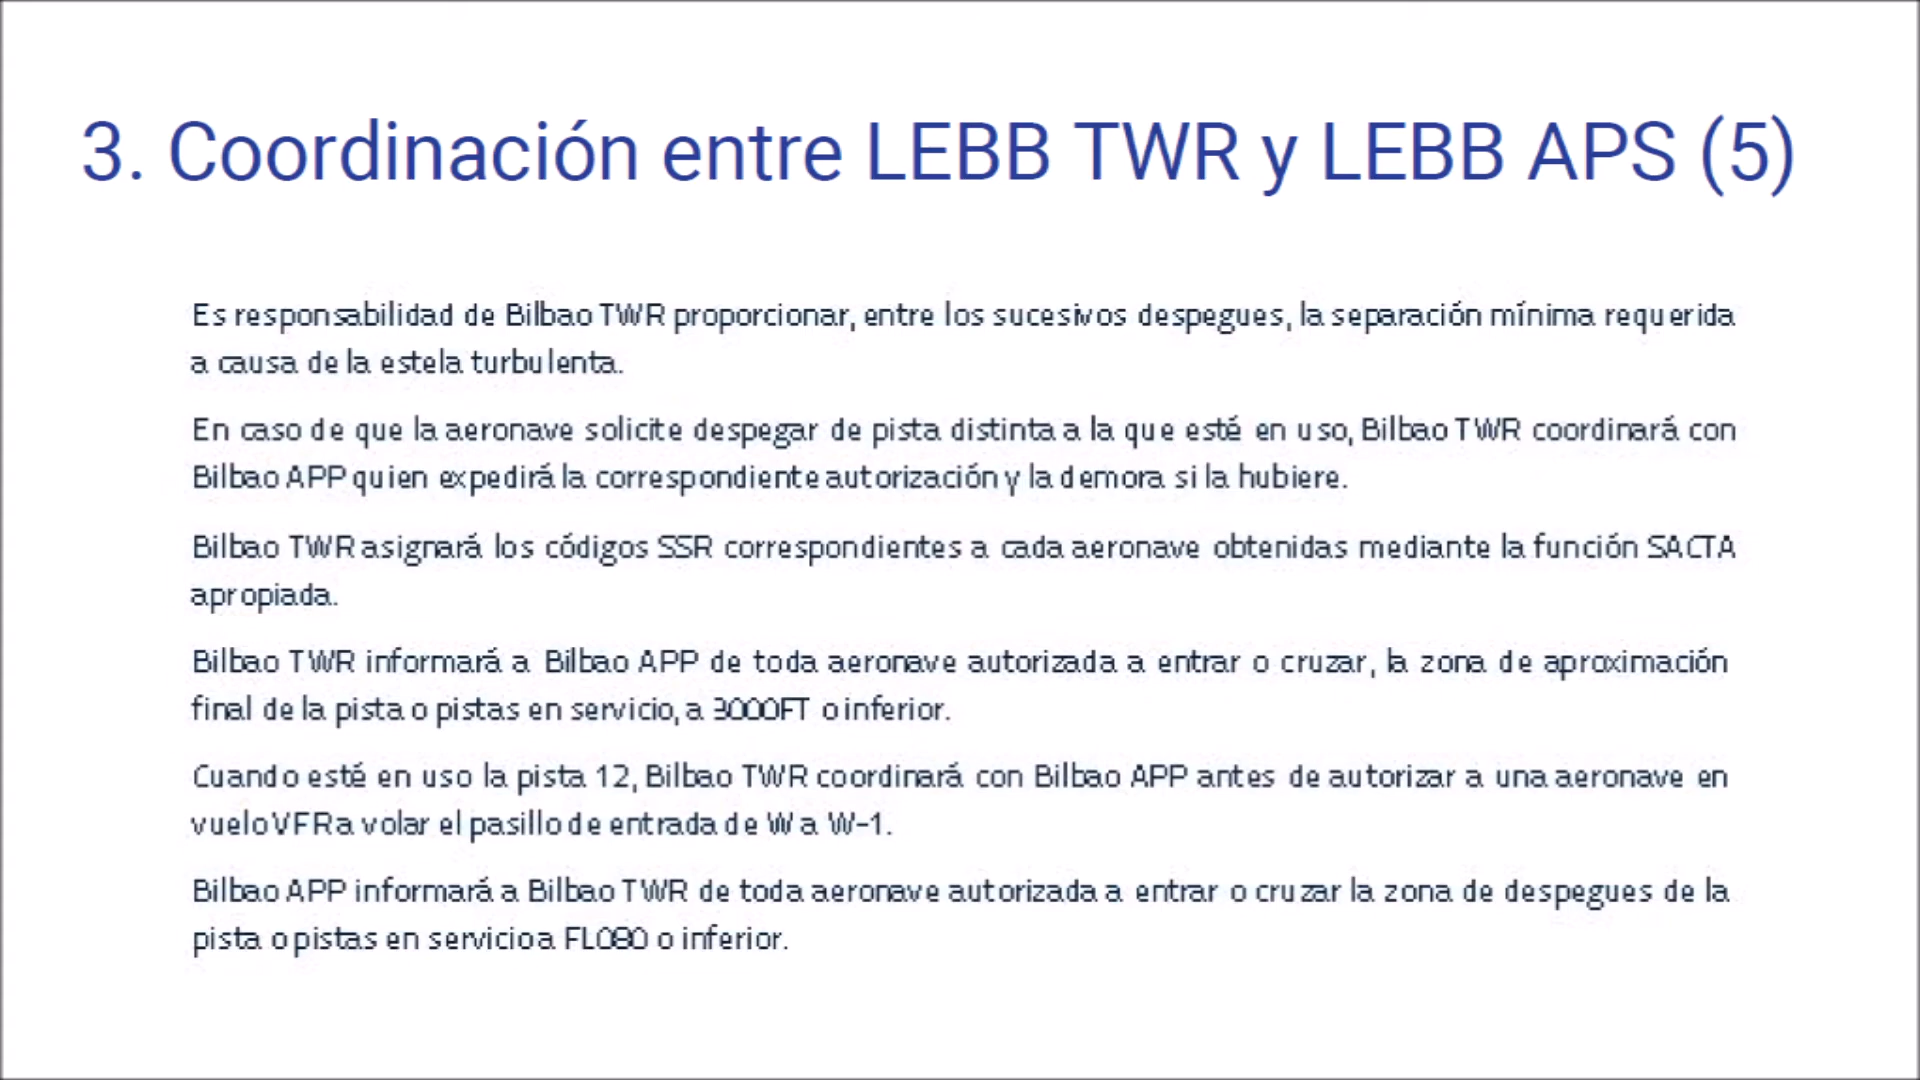 3. Coordinación entre LEBB TWR y LEBB APS (5)
Es responsabilidad de Bilbao TWR proporcionar, entre los sucesivos despegues, la separación mínima requerida
a causa de la estela turbulenta.
En caso de que la aeronave solicite despegar de pista distinta a la que esté en uso, Bilbao TWR coordinará con
Bilbao APP quien expedirá la correspondiente autorización y la demora si la hubiere.
Bilbao TWR asignará los códigos SSR correspondientes a cada aeronave obtenidas mediante la función SACTA
apropiada.
Bilbao TWR informará a Bilbao APP de toda aeronave autorizada a entrar o cruzar, la zona de aproximación
final de la pista o pistas en servicio, a 3000FT o inferior.
Cuando esté en uso la pista 12, Bilbao TWR coordinará con Bilbao APP antes de autorizar a una aeronave en
vuelo VFR a volar el pasillo de entrada de W a W-1.
Bilbao APP informará a Bilbao TWR de toda aeronave autorizada a entrar o cruzar la zona de despegues de la
pista o pistas en servicio a FL080 o inferior.